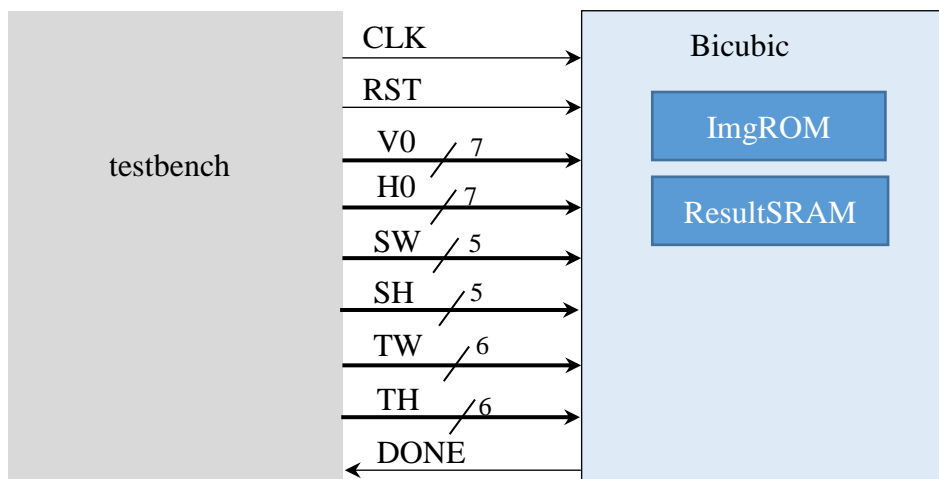 testbench
CLK
RST
V0 7
H0 7
SW 5
SH 5
TW 6
TH 6
DONE
Bicubic
ImgROM
ResultSRAM